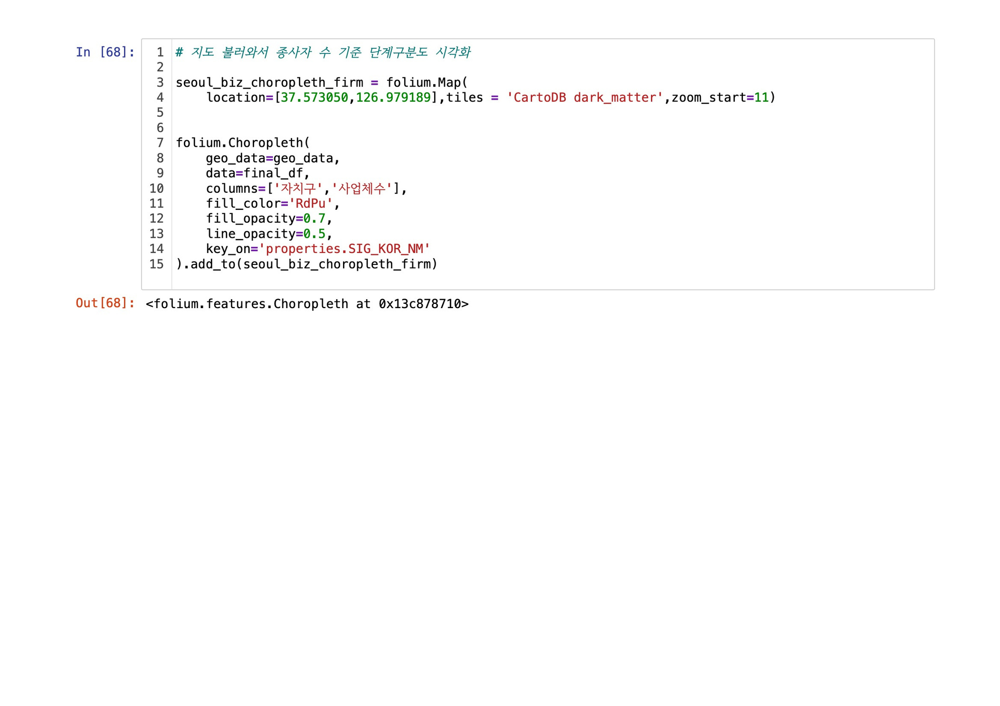 In [68]:
1 # 지도 불러와서 종사자 수 기준 단계구분도 시각화
2
3 seoul_biz_choropleth_firm = folium.Map(
4     location=[37.573050,126.979189],tiles = 'CartoDB dark_matter',zoom_start=11)
5
6
7 folium.Choropleth(
8     geo_data=geo_data,
9     data=final_df,
10     columns=['자치구','사업체수'],
11     fill_color='RdPu',
12     fill_opacity=0.7,
13     line_opacity=0.5,
14     key_on='properties.SIG_KOR_NM'
15 ).add_to(seoul_biz_choropleth_firm)
Out[68]: <folium.features.Choropleth at 0x13c878710>